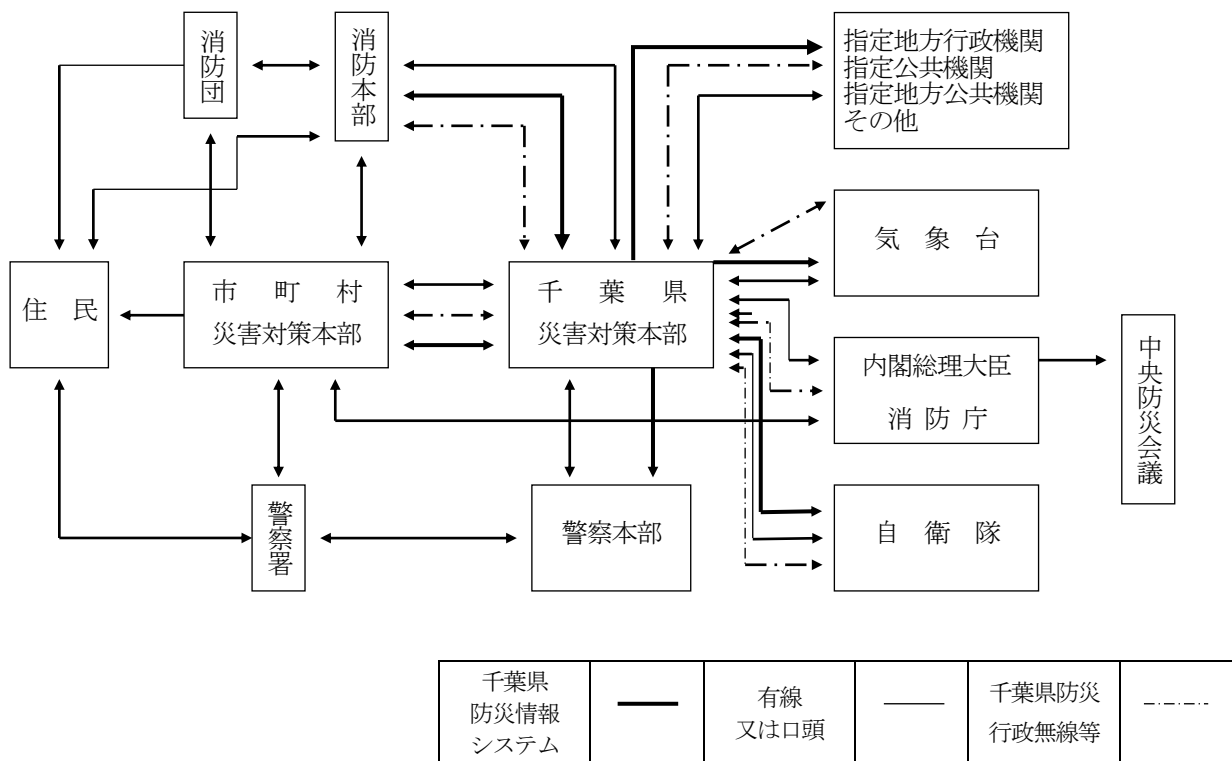 消防団
消防本部
指定地方行政機関
指定公共機関
指定地方公共機関
その他
気 象 台
住 民
市 町 村
災害対策本部
千 葉 県
災害対策本部
内閣総理大臣
消 防 庁
中央防災会議
警察署
警察本部
自 衛 隊
千葉県
防災情報
システム
有線
又は口頭
千葉県防災
行政無線等